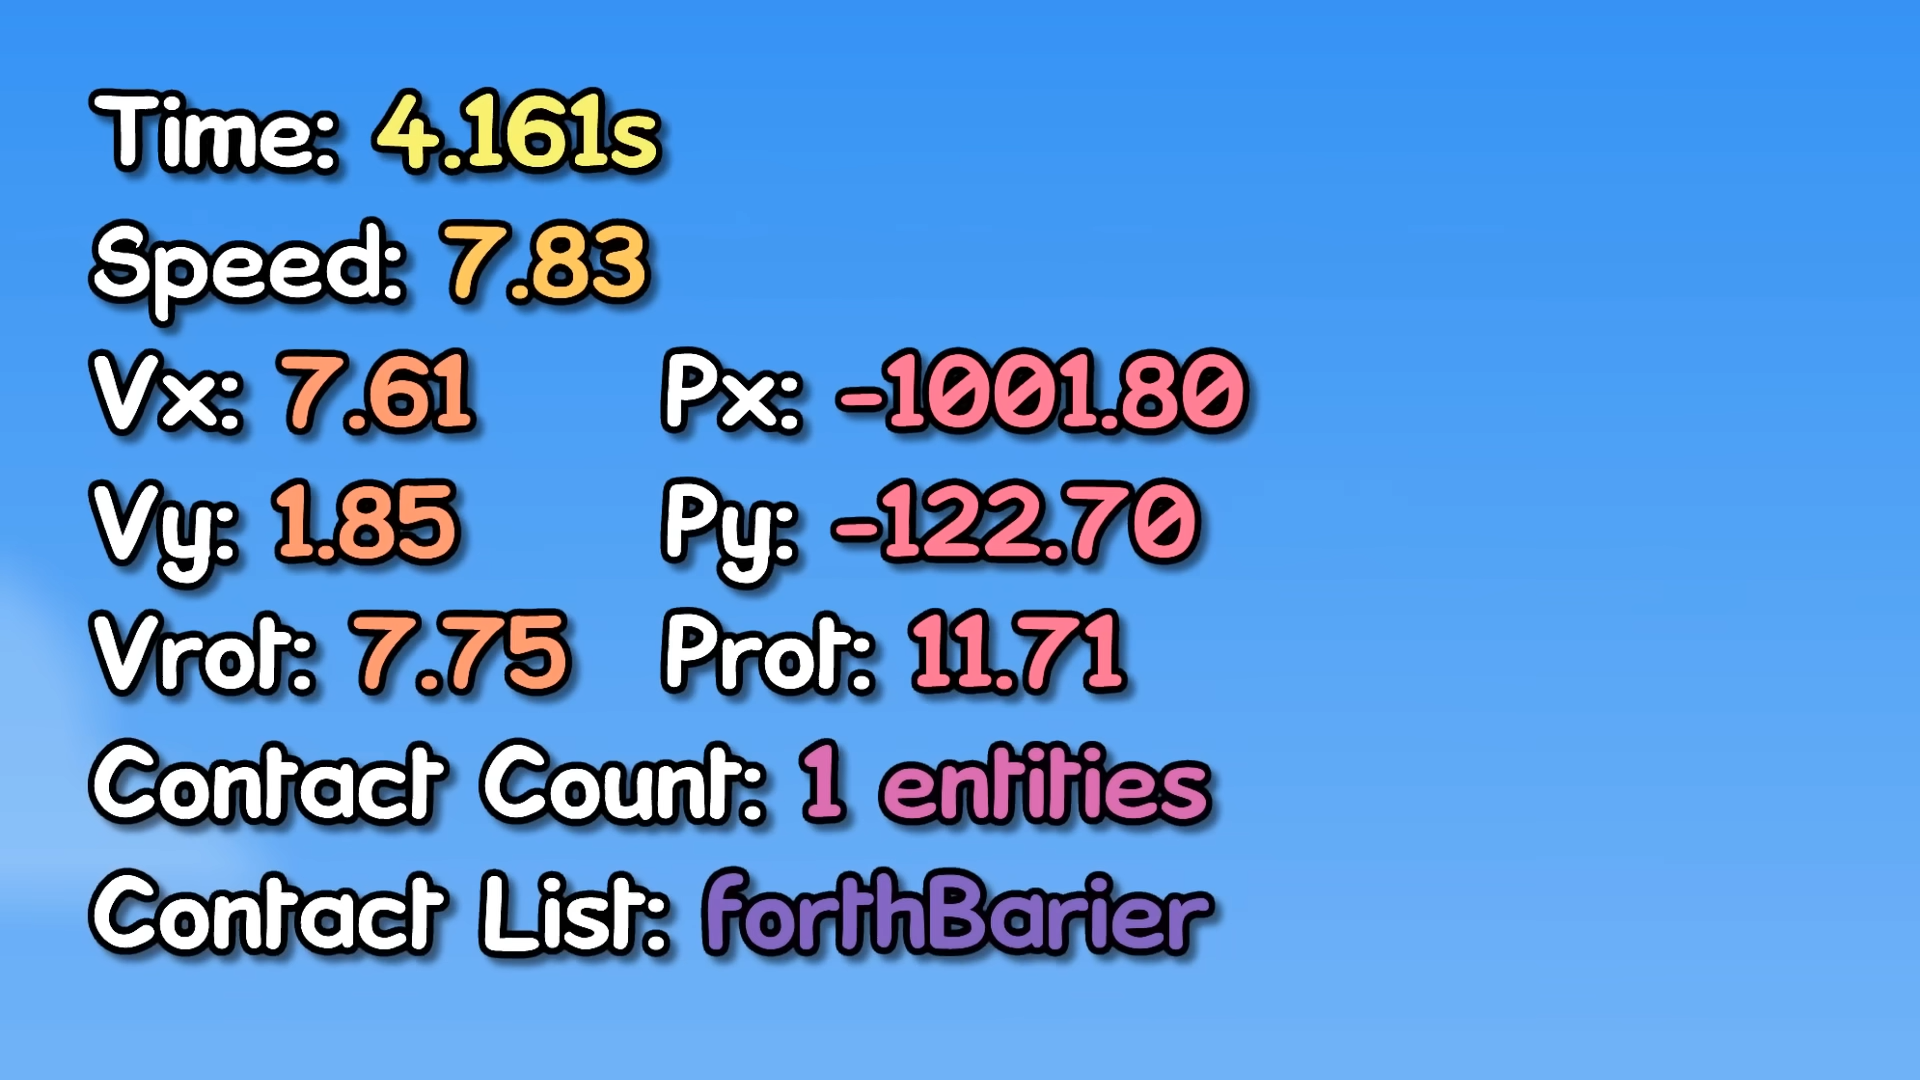 Time: 4.161s
Speed: 7.83
Vx: 7.61 Px: -1001.80
Vy: 1.85 Py: -122.70
Vrot: 7.75 Prot: 11.71
Contact Count: 1 entities
Contact List: forthBarier